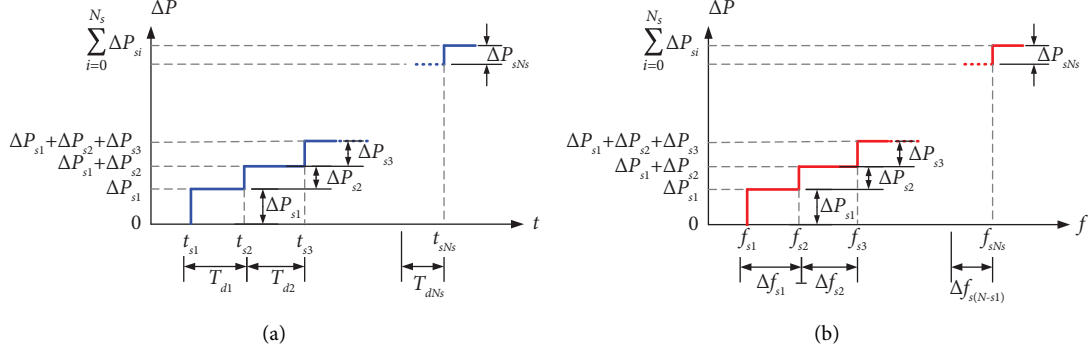 ΔP
N_s
∑ ΔP_si
i=0
ΔP_sNs
ΔP_s1+ΔP_s2+ΔP_s3
ΔP_s3
ΔP_s1+ΔP_s2
ΔP_s2
ΔP_s1
ΔP_s1
0
t
t_s1 t_s2 t_s3 t_sNs
T_d1 T_d2 T_dNs
(a)
ΔP
N_s
∑ ΔP_si
i=0
ΔP_sNs
ΔP_s1+ΔP_s2+ΔP_s3
ΔP_s3
ΔP_s1+ΔP_s2
ΔP_s2
ΔP_s1
ΔP_s1
0
f
f_s1 f_s2 f_s3 f_sNs
Δf_s1 Δf_s2 Δf_s(N-s1)
(b)